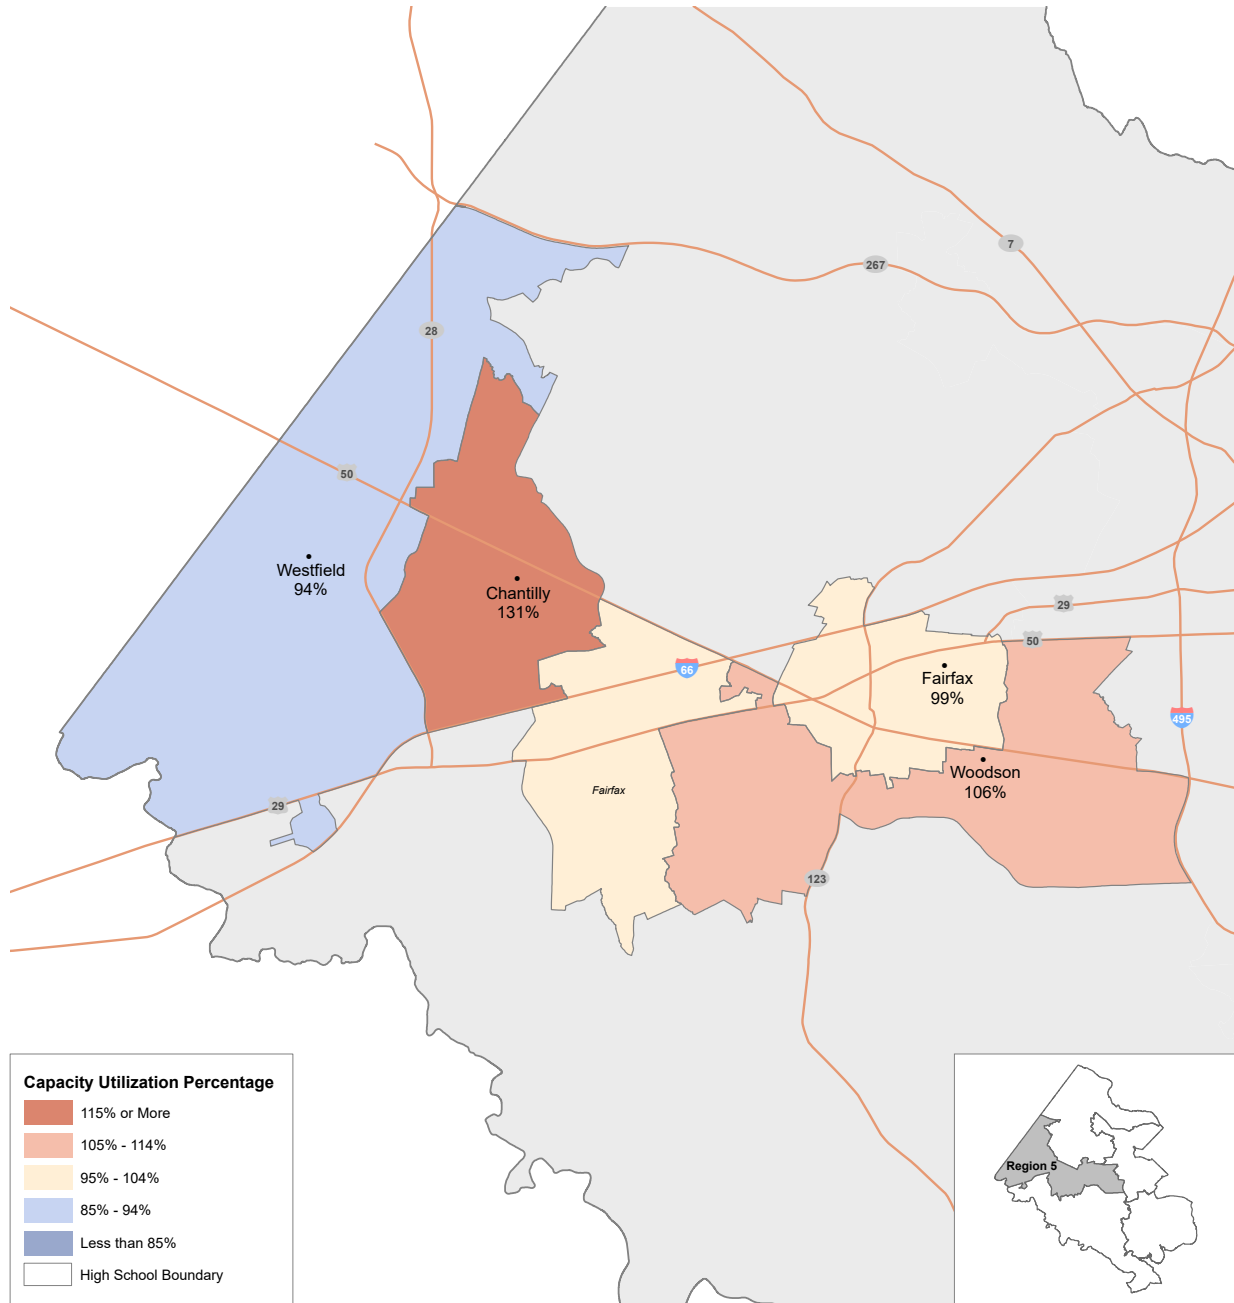 7
267
28
50
Westfield
94%
Chantilly
131%
29
50
66
Fairfax
99%
495
Woodson
106%
Fairfax
29
123
Capacity Utilization Percentage
115% or More
105% - 114%
95% - 104%
85% - 94%
Less than 85%
High School Boundary
Region 5